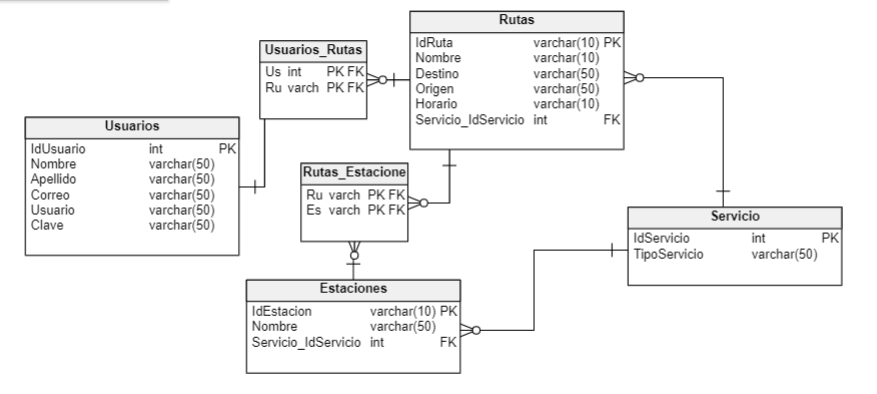 Rutas
IdRuta varchar(10) PK
Nombre varchar(10)
Destino varchar(50)
Origen varchar(50)
Horario varchar(10)
Servicio_IdServicio int FK
Usuarios_Rutas
Us int PK FK
Ru varch PK FK
Usuarios
IdUsuario int PK
Nombre varchar(50)
Apellido varchar(50)
Correo varchar(50)
Usuario varchar(50)
Clave varchar(50)
Rutas_Estacione
Ru varch PK FK
Es varch PK FK
Servicio
IdServicio int PK
TipoServicio varchar(50)
Estaciones
IdEstacion varchar(10) PK
Nombre varchar(50)
Servicio_IdServicio int FK